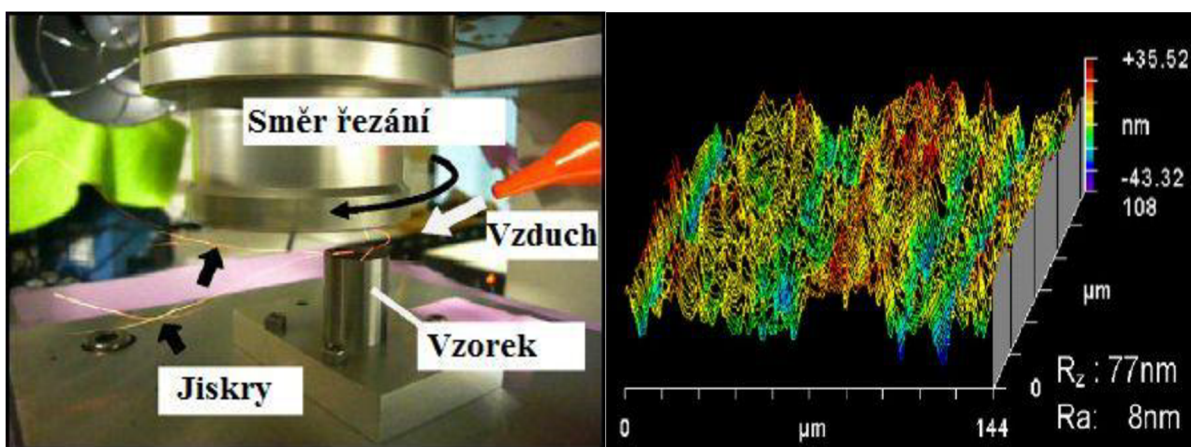 Směr řezání
Vzduch
Vzorek
Jiskry
+35.52
nm
-43.32
108
µm
0
Rz : 77nm
Ra: 8nm
0
µm
144